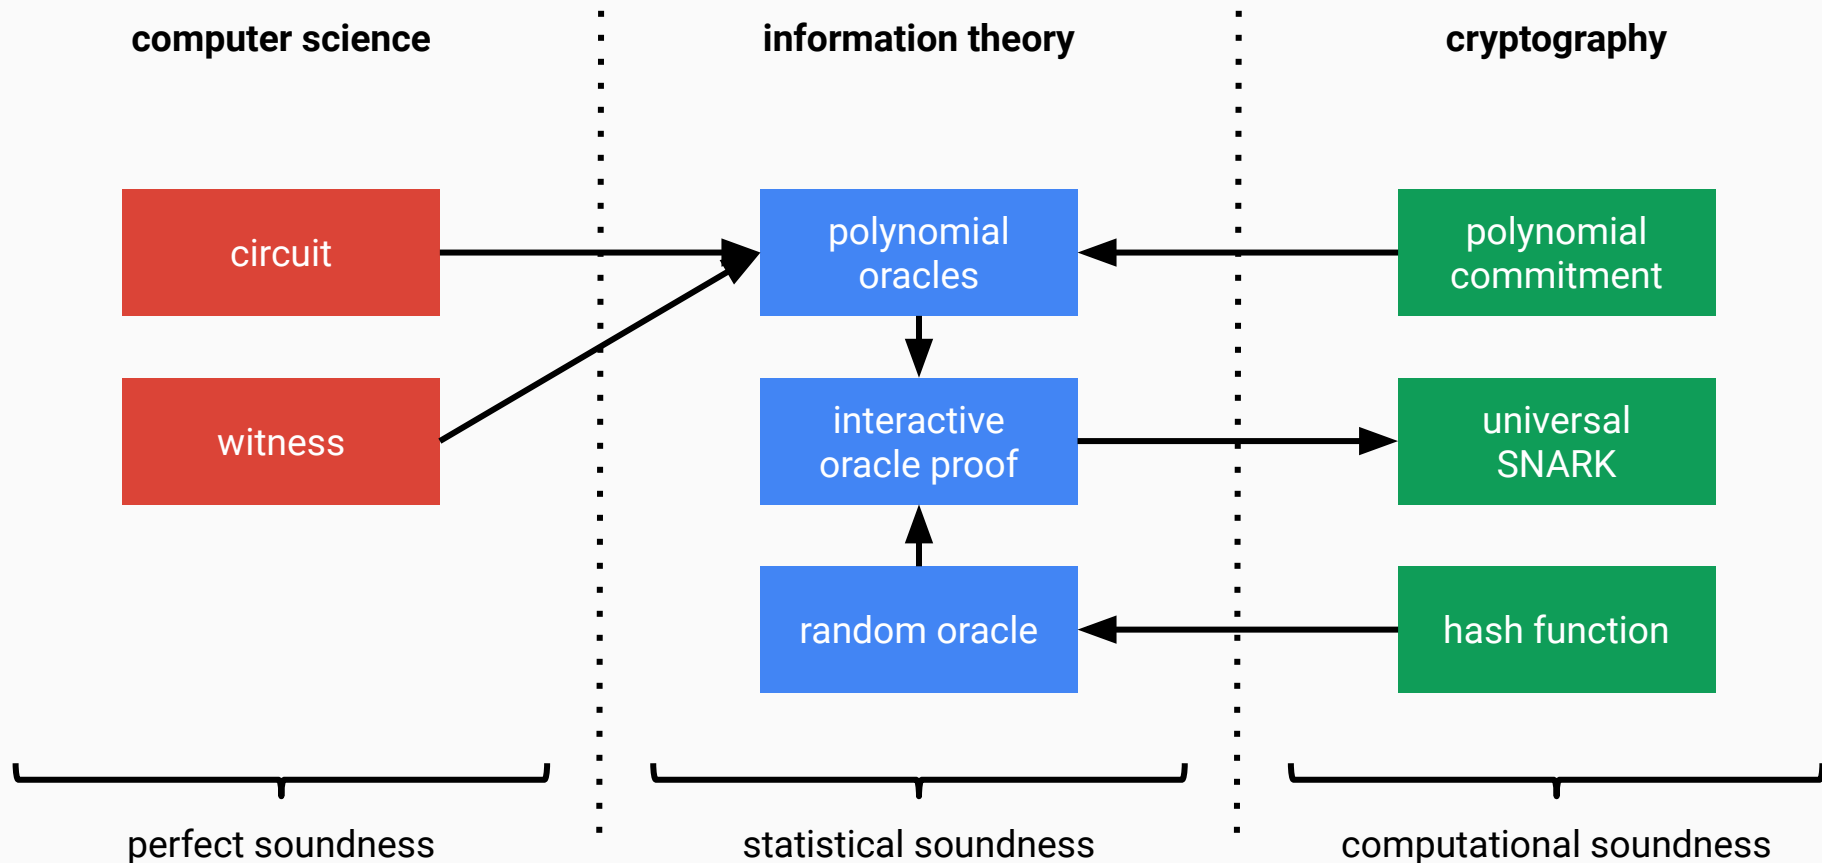 computer science
information theory
cryptography
circuit
polynomial
oracles
polynomial
commitment
witness
interactive
oracle proof
universal
SNARK
random oracle
hash function
perfect soundness
statistical soundness
computational soundness